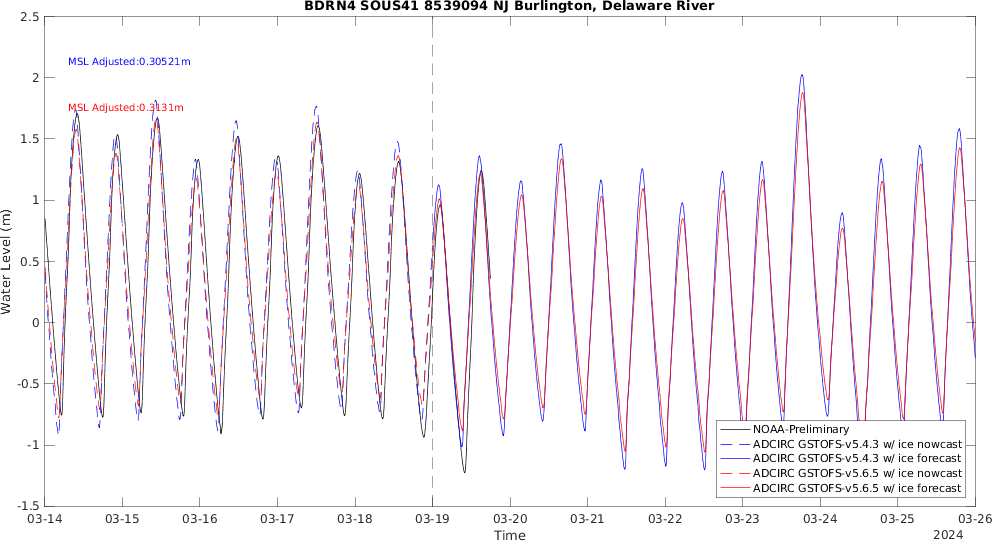 BDRN4 SOUS41 8539094 NJ Burlington, Delaware River
2.5
2
1.5
1
0.5
0
-0.5
-1
-1.5
Water Level (m)
MSL Adjusted:0.30521m
MSL Adjusted:0.3131m
NOAA-Preliminary
ADCIRC GSTOFS-v5.4.3 w/ ice nowcast
ADCIRC GSTOFS-v5.4.3 w/ ice forecast
ADCIRC GSTOFS-v5.6.5 w/ ice nowcast
ADCIRC GSTOFS-v5.6.5 w/ ice forecast
03-14 03-15 03-16 03-17 03-18 03-19 03-20 03-21 03-22 03-23 03-24 03-25 03-26
Time
2024